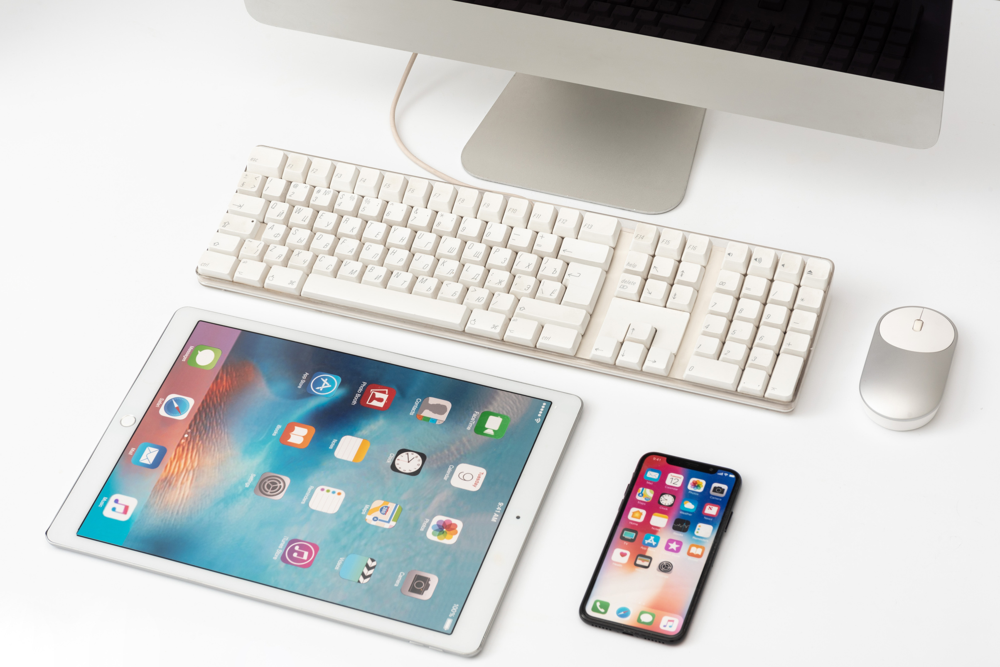 esc F1 F2 F3 F4 F5 F6 F7 F8 F9 F10 F11 F12 F13 F14 F15 F16
± § < > ! 1 @ " 2 # № 3 $ % 4 % : 5 ^ , 6 & . 7 * ; 8 ( 9 ) 0 _ - + = ← help
Q Й W Ц E У R К T Е Y Н U Г I Ш O Щ P З { [ Х } ] Ъ delete
A Ф S Ы D В F А G П H Р J О K Л L Д : ; Ж " ' Э | \ Ё
Z Я X Ч C С V М B И N Т M Ь < , Б > . Ю ? / ↑
ctrl alt ⌘ ⌘ alt ctrl ← ↓ →
= / *
7 8 9 -
4 5 6 +
1 2 3
0 . ,
9:41 AM
100%
FaceTime
Calendar
Tuesday
9
Photos
Camera
Contacts
Clock
Maps
280
Videos
Photo Booth
Notes
Reminders
iTunes Store
App Store
iBooks
Settings
Messages
Safari
Mail
Music
9:41
Mail
Calendar
12
Photos
Camera
Maps
Clock
Weather
News
Home
Notes
Reminders
TV
Health